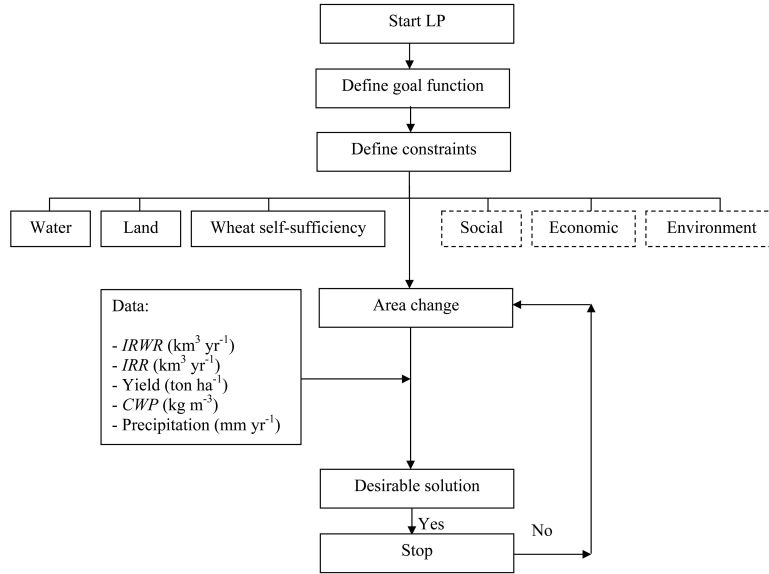 Start LP
Define goal function
Define constraints
Water
Land
Wheat self-sufficiency
Social
Economic
Environment
Area change
Data:
- IRWR (km³ yr⁻¹)
- IRR (km³ yr⁻¹)
- Yield (ton ha⁻¹)
- CWP (kg m⁻³)
- Precipitation (mm yr⁻¹)
Desirable solution
Yes
No
Stop